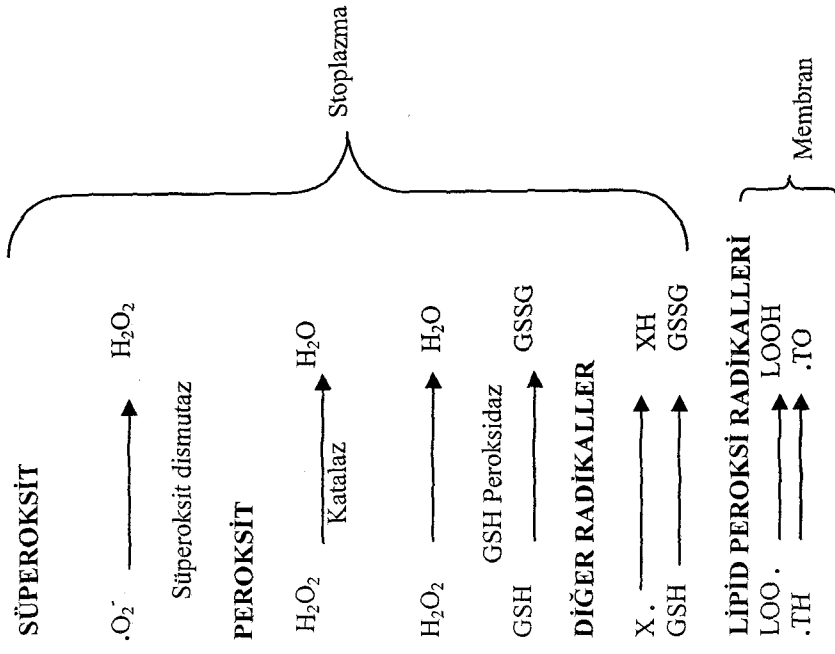 SÜPEROKSİT
.O₂⁻ H₂O₂
Süperoksit dismutaz
PEROKSİT
H₂O₂ H₂O
Katalaz
H₂O₂ H₂O
GSH Peroksidaz
GSH GSSG
DİĞER RADİKALLER
X . XH
GSH GSSG
Stoplazma
LİPİD PEROKSİ RADİKALLERİ
LOO . LOOH
.TH .TO
Membran